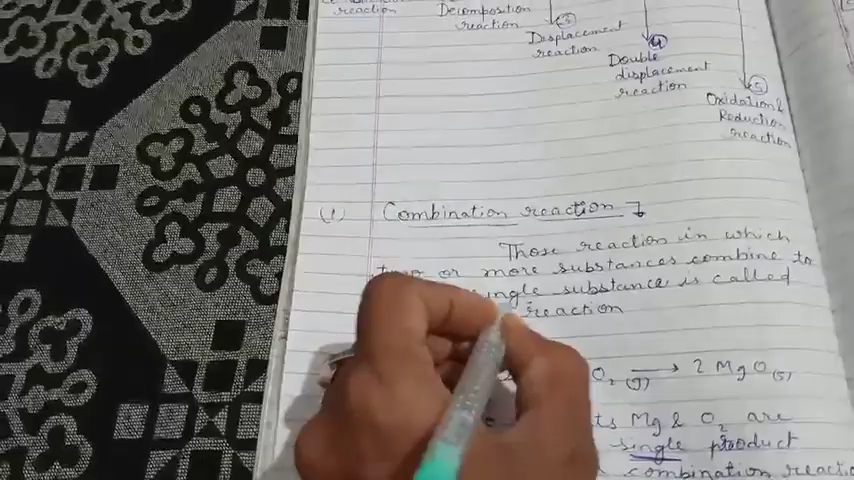 reaction
Decomposition
reaction
③
Displacement
reaction
④
Double
displacement
reaction
⑤
Oxidation &
Reduction
reaction
(1) Combination reaction
Those reaction in which
two or more substances combine to
single substance is called
reaction
O₂ (g) → 2 MgO(s)
Mg & O₂ are
single product
combination reaction